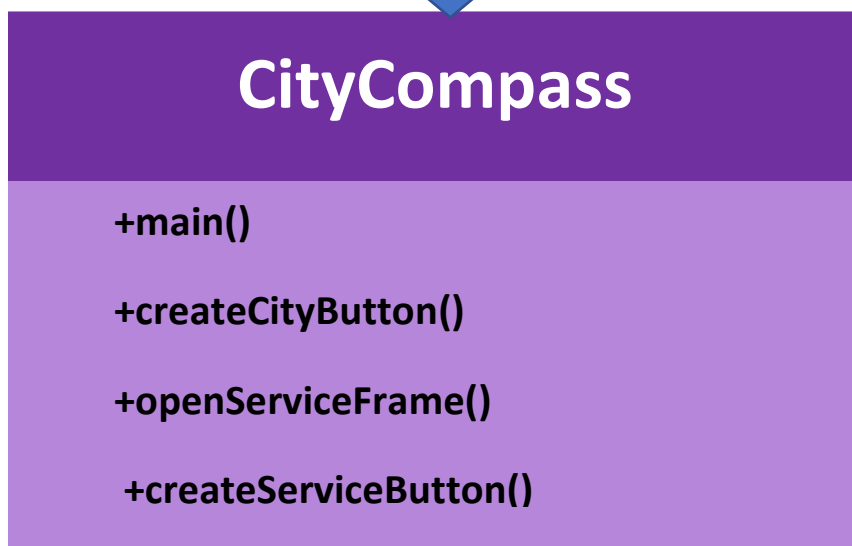 CityCompass
+main()
+createCityButton()
+openServiceFrame()
+createServiceButton()